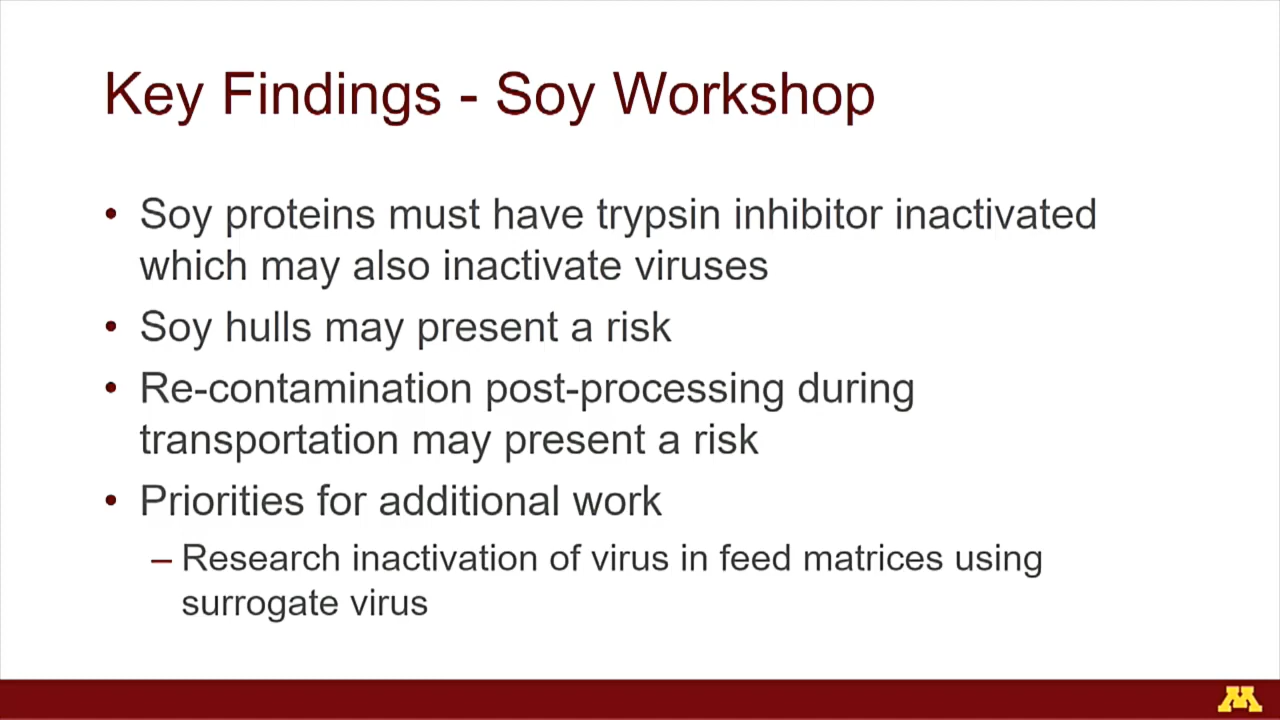 Key Findings - Soy Workshop
• Soy proteins must have trypsin inhibitor inactivated
which may also inactivate viruses
• Soy hulls may present a risk
• Re-contamination post-processing during
transportation may present a risk
• Priorities for additional work
– Research inactivation of virus in feed matrices using
surrogate virus
M